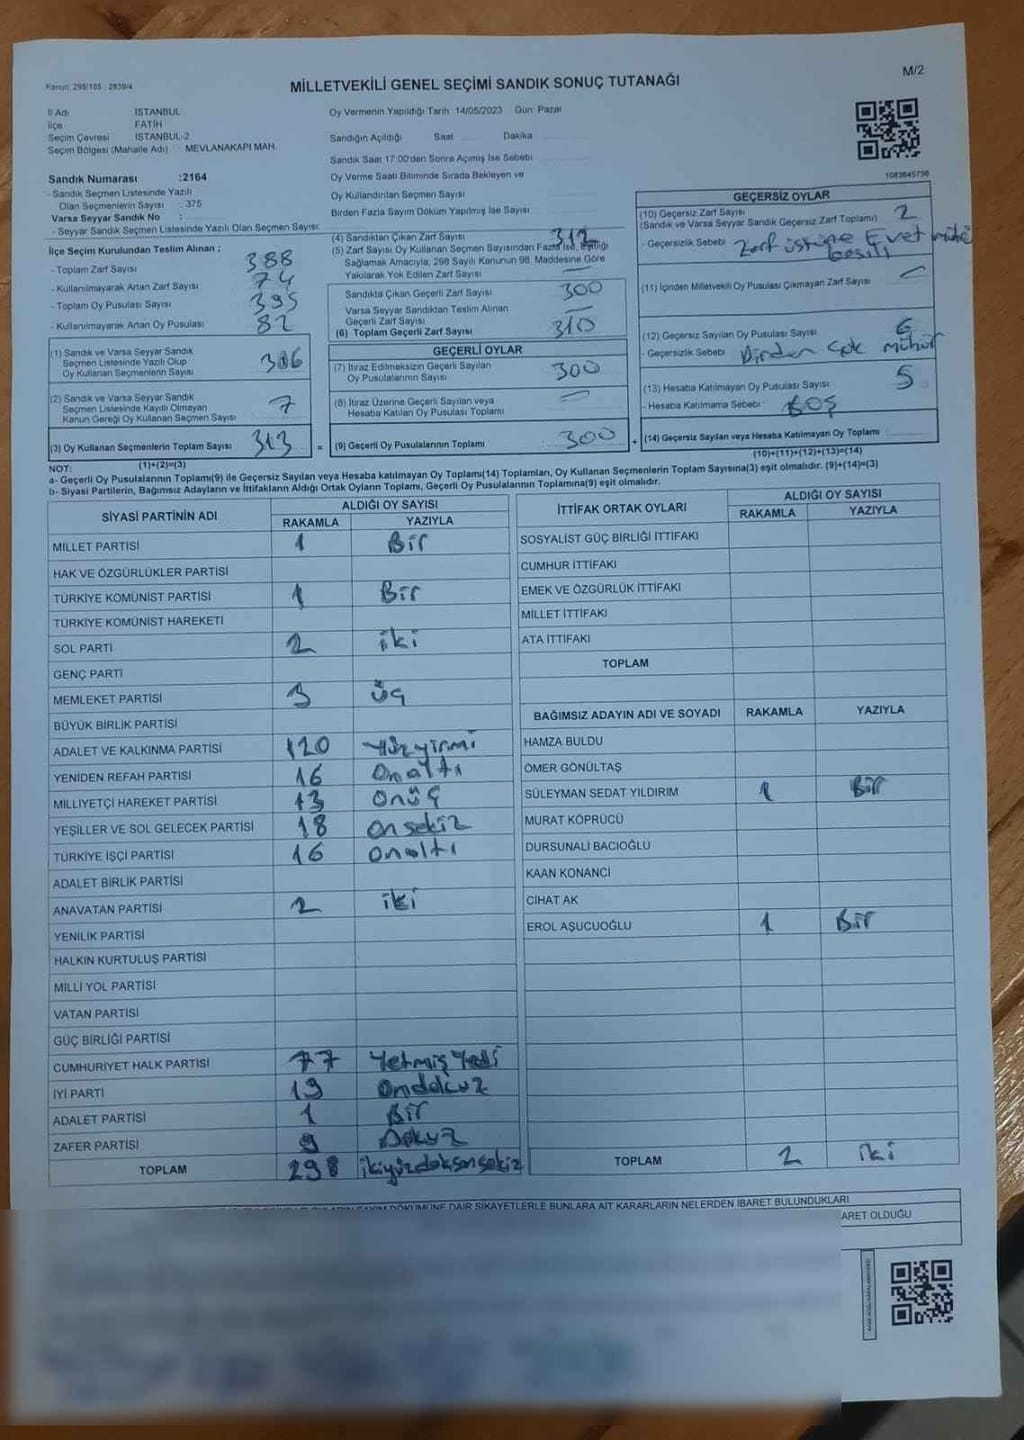 Kanun: 298/105 2839/4
MİLLETVEKİLİ GENEL SEÇİMİ SANDIK SONUÇ TUTANAĞI
M/2
İl Adı İSTANBUL
İlçe FATİH
Seçim Çevresi İSTANBUL-2
Seçim Bölgesi (Mahalle Adı) MEVLANAKAPI MAH.
Sandık Numarası :2164
- Sandık Seçmen Listesinde Yazılı
Olan Seçmenlerin Sayısı : 375
Varsa Seyyar Sandık No :
- Seyyar Sandık Seçmen Listesinde Yazılı Olan Seçmen Sayısı
Oy Vermenin Yapıldığı Tarih 14/05/2023 Gün: Pazar
Sandığın Açıldığı Saat Dakika
Sandık Saat 17:00'den Sonra Açımış İse Sebebi
Oy Verme Saati Bitiminde Sırada Bekleyen ve
Oy Kullandırılan Seçmen Sayısı
Birden Fazla Sayım Döküm Yapılmış İse Sayısı
1083645756
İlçe Seçim Kurulundan Teslim Alınan ;
- Toplam Zarf Sayısı 388
- Kullanılmayarak Artan Zarf Sayısı 74
- Toplam Oy Pusulası Sayısı 395
- Kullanılmayarak Artan Oy Pusulası 82
(1) Sandık ve Varsa Seyyar Sandık
Seçmen Listesinde Yazılı Olup
Oy Kullanan Seçmenlerin Sayısı 306
(2) Sandık ve Varsa Seyyar Sandık
Seçmen Listesinde Kayıtlı Olmayan
Kanun Gereği Oy Kullanan Seçmen Sayısı 7
(3) Oy Kullanan Seçmenlerin Toplam Sayısı 313 =
(1)+(2)=(3)
(4) Sandıktan Çıkan Zarf Sayısı 312
(5) Zarf Sayısı Oy Kullanan Seçmen Sayısından Fazla İse, Eşitliği
Sağlamak Amacıyla, 298 Sayılı Kanunun 98. Maddesine Göre
Yakılarak Yok Edilen Zarf Sayısı —
Sandıkta Çıkan Geçerli Zarf Sayısı 300
Varsa Seyyar Sandıktan Teslim Alınan
Geçerli Zarf Sayısı —
(6) Toplam Geçerli Zarf Sayısı 310
GEÇERLİ OYLAR
(7) İtiraz Edilmeksizin Geçerli Sayılan
Oy Pusulalarının Sayısı 300
(8) İtiraz Üzerine Geçerli Sayılan veya
Hesaba Katılan Oy Pusulası Toplamı —
(9) Geçerli Oy Pusulalarının Toplamı : 300 +
GEÇERSİZ OYLAR
(10) Geçersiz Zarf Sayısı 2
(Sandık ve Varsa Seyyar Sandık Geçersiz Zarf Toplamı)
- Geçersizlik Sebebi Zarf üstüne Evet mühü
basılı
(11) İçinden Milletvekili Oy Pusulası Çıkmayan Zarf Sayısı —
(12) Geçersiz Sayılan Oy Pusulası Sayısı 6
- Geçersizlik Sebebi Birden çok mühür
(13) Hesaba Katılmayan Oy Pusulası Sayısı 5
- Hesaba Katılmama Sebebi : BOŞ
(14) Geçersiz Sayılan veya Hesaba Katılmayan Oy Toplamı
(10)+(11)+(12)+(13)=(14)
NOT:
a- Geçerli Oy Pusulalarının Toplamı(9) ile Geçersiz Sayılan veya Hesaba katılmayan Oy Toplamı(14) Toplamları, Oy Kullanan Seçmenlerin Toplam Sayısına(3) eşit olmalıdır. (9)+(14)=(3)
b- Siyasi Partilerin, Bağımsız Adayların ve İttifakların Aldığı Ortak Oyların Toplamı, Geçerli Oy Pusulalarının Toplamına(9) eşit olmalıdır.
SİYASİ PARTİNİN ADI ALDIĞI OY SAYISI
RAKAMLA YAZIYLA
MİLLET PARTİSİ 1 Bir
HAK VE ÖZGÜRLÜKLER PARTİSİ
TÜRKİYE KOMÜNİST PARTİSİ 1 Bir
TÜRKİYE KOMÜNİST HAREKETİ
SOL PARTİ 2 iki
GENÇ PARTİ
MEMLEKET PARTİSİ 3 üç
BÜYÜK BİRLİK PARTİSİ
ADALET VE KALKINMA PARTİSİ 120 Yüzyirmi
YENİDEN REFAH PARTİSİ 16 Onaltı
MİLLİYETÇİ HAREKET PARTİSİ 13 Onüç
YEŞİLLER VE SOL GELECEK PARTİSİ 18 Onsekiz
TÜRKİYE İŞÇİ PARTİSİ 16 Onaltı
ADALET BİRLİK PARTİSİ
ANAVATAN PARTİSİ 2 iki
YENİLİK PARTİSİ
HALKIN KURTULUŞ PARTİSİ
MİLLİ YOL PARTİSİ
VATAN PARTİSİ
GÜÇ BİRLİĞİ PARTİSİ
CUMHURİYET HALK PARTİSİ 77 Yetmiş Yedi
İYİ PARTİ 19 Ondokuz
ADALET PARTİSİ 1 Bir
ZAFER PARTİSİ 9 Dokuz
TOPLAM 298 ikiyüzdoksansekiz
İTTİFAK ORTAK OYLARI ALDIĞI OY SAYISI
RAKAMLA YAZIYLA
SOSYALİST GÜÇ BİRLİĞİ İTTİFAKI
CUMHUR İTTİFAKI
EMEK VE ÖZGÜRLÜK İTTİFAKI
MİLLET İTTİFAKI
ATA İTTİFAKI
TOPLAM
BAĞIMSIZ ADAYIN ADI VE SOYADI RAKAMLA YAZIYLA
HAMZA BULDU
ÖMER GÖNÜLTAŞ
SÜLEYMAN SEDAT YILDIRIM 1 Bir
MURAT KÖPRÜCÜ
DURSUNALİ BACIOĞLU
KAAN KONANCİ
CİHAT AK
EROL AŞUCUOĞLU 1 Bir
TOPLAM 2 iki
DÖKÜMÜNE DAİR ŞİKAYETLERLE BUNLARA AİT KARARLARIN NELERDEN İBARET BULUNDUKLARI
ARET OLDUĞU